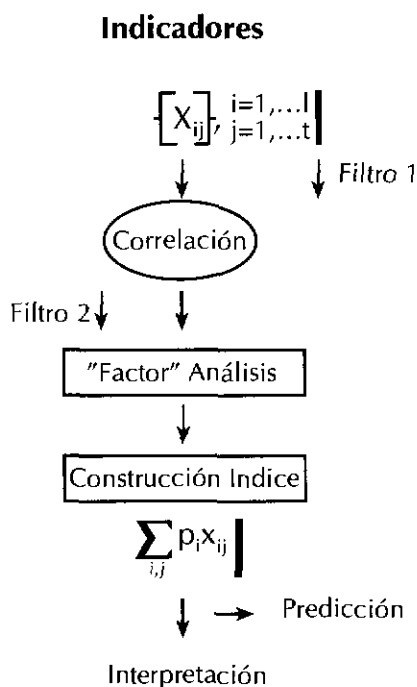 Indicadores
{[X_ij]}, i=1,...I
j=1,...t
Filtro 1
Correlación
Filtro 2
"Factor" Análisis
Construcción Indice
∑ p_i x_ij
i,j
Predicción
Interpretación